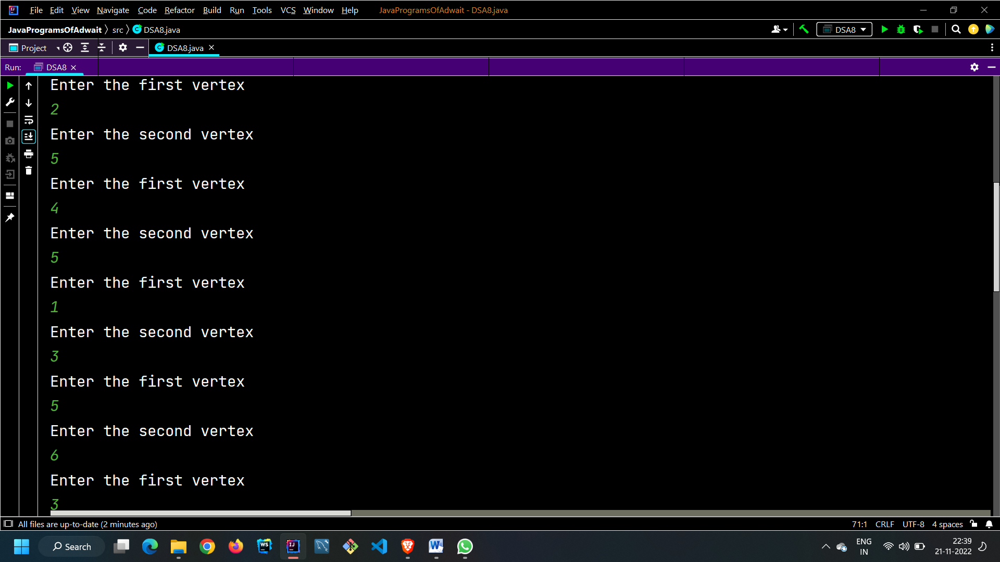 File Edit View Navigate Code Refactor Build Run Tools VCS Window Help JavaProgramsOfAdwait - DSA8.java
JavaProgramsOfAdwait src DSA8.java DSA8
Project DSA8.java
Run: DSA8
Enter the first vertex
2
Enter the second vertex
5
Enter the first vertex
4
Enter the second vertex
5
Enter the first vertex
1
Enter the second vertex
3
Enter the first vertex
5
Enter the second vertex
6
Enter the first vertex
3
All files are up-to-date (2 minutes ago) 71:1 CRLF UTF-8 4 spaces
Search WS IJ W ENG IN 22:39 21-11-2022